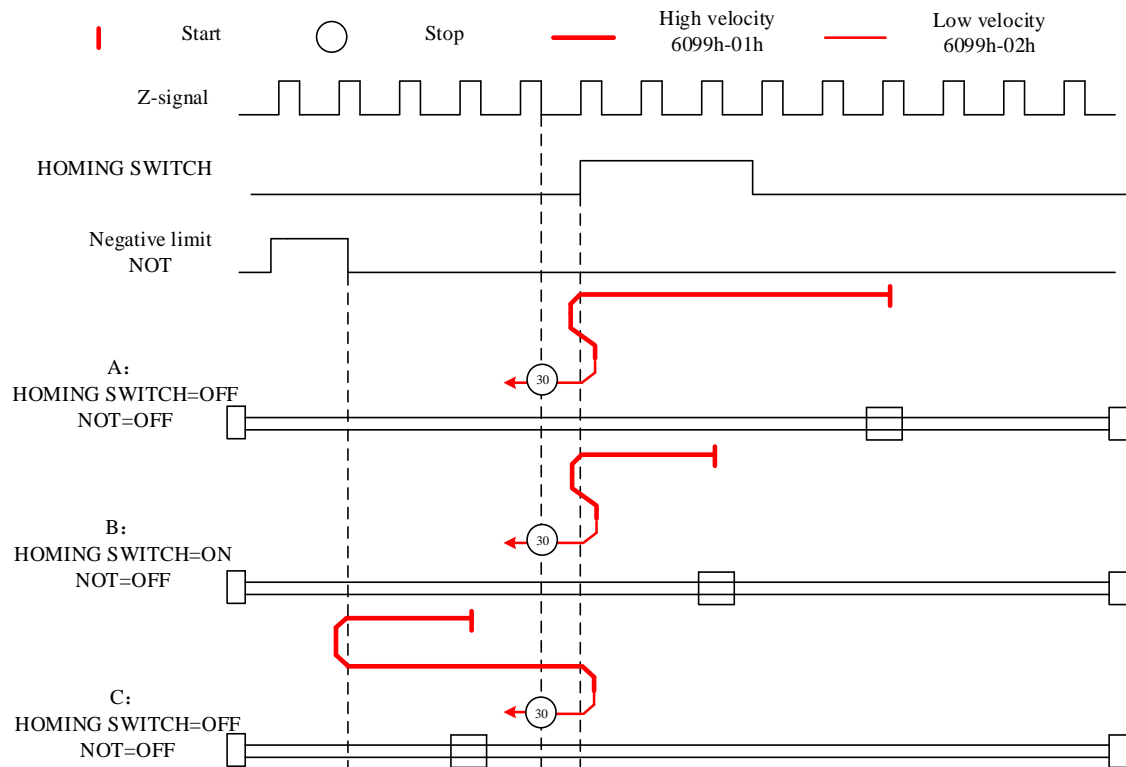 Start
Stop
High velocity
6099h-01h
Low velocity
6099h-02h
Z-signal
HOMING SWITCH
Negative limit
NOT
A:
HOMING SWITCH=OFF
NOT=OFF
30
B:
HOMING SWITCH=ON
NOT=OFF
30
C:
HOMING SWITCH=OFF
NOT=OFF
30